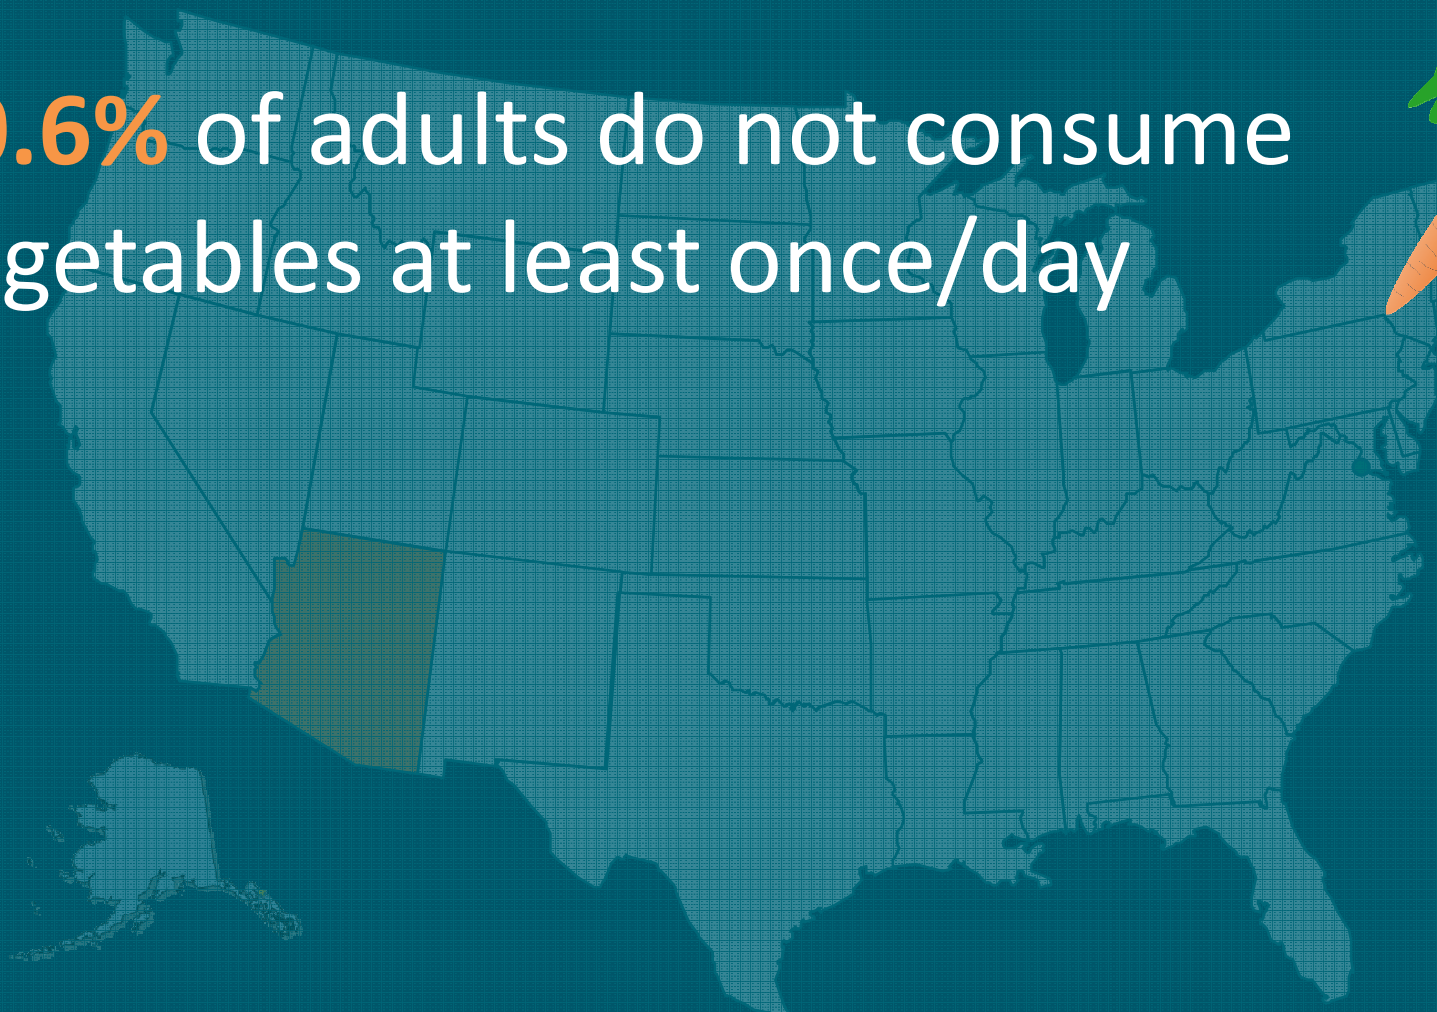 .6% of adults do not consume
getables at least once/day